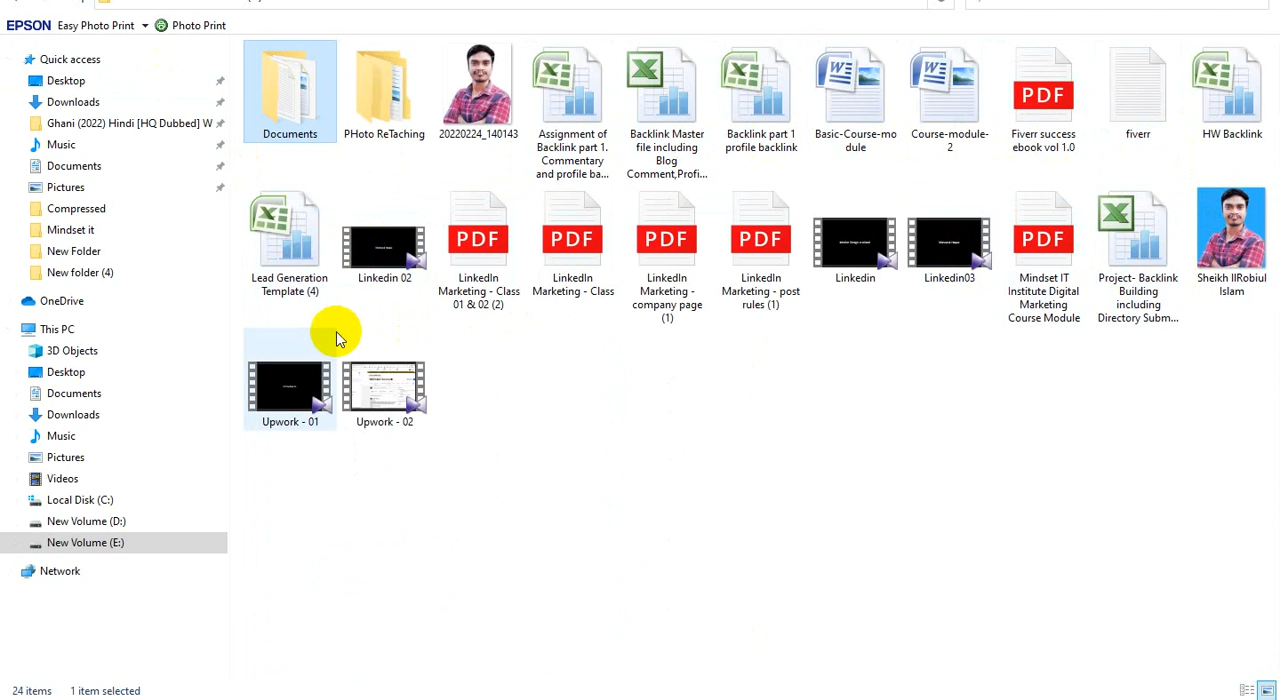 EPSON Easy Photo Print Photo Print
Quick access
Desktop
Downloads
Ghani (2022) Hindi [HQ Dubbed] W
Music
Documents
Pictures
Compressed
Mindset it
New Folder
New folder (4)
OneDrive
This PC
3D Objects
Desktop
Documents
Downloads
Music
Pictures
Videos
Local Disk (C:)
New Volume (D:)
New Volume (E:)
Network
Documents
PHoto ReTaching
20220224_140143
Assignment of
Backlink part 1.
Commentary
and profile ba...
Backlink Master
file including
Blog
Comment,Profi...
Backlink part 1
profile backlink
Basic-Course-mo
dule
Course-module-
2
PDF
Fiverr success
ebook vol 1.0
fiverr
HW Backlink
Lead Generation
Template (4)
Linkedin 02
PDF
LinkedIn
Marketing - Class
01 & 02 (2)
PDF
LinkedIn
Marketing - Class
PDF
LinkedIn
Marketing -
company page
(1)
PDF
LinkedIn
Marketing - post
rules (1)
Linkedin
Linkedin03
PDF
Mindset IT
Institute Digital
Marketing
Course Module
Project- Backlink
Building
including
Directory Subm...
Sheikh IIRobiul
Islam
Upwork - 01
Upwork - 02
24 items 1 item selected